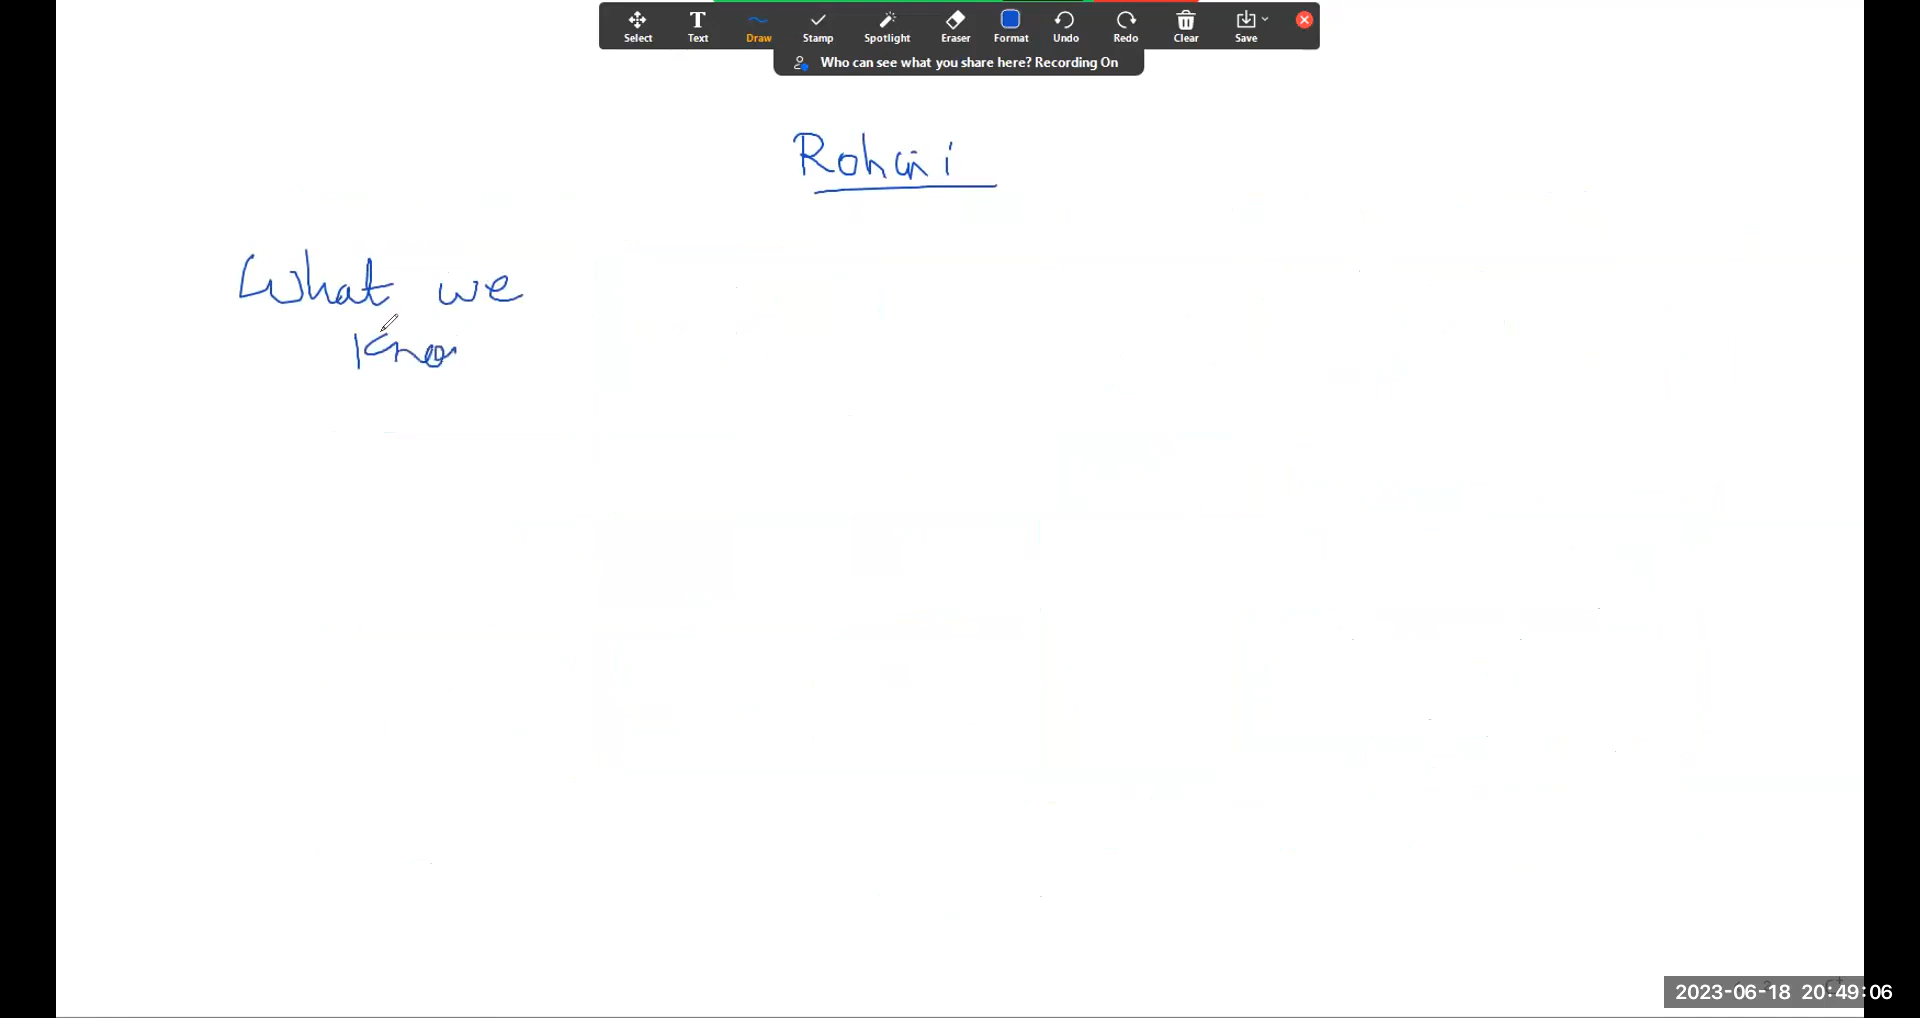 Select Text Draw Stamp Spotlight Eraser Format Undo Redo Clear Save
Who can see what you share here? Recording On
What we
Kno
2023-06-18 20:49:06